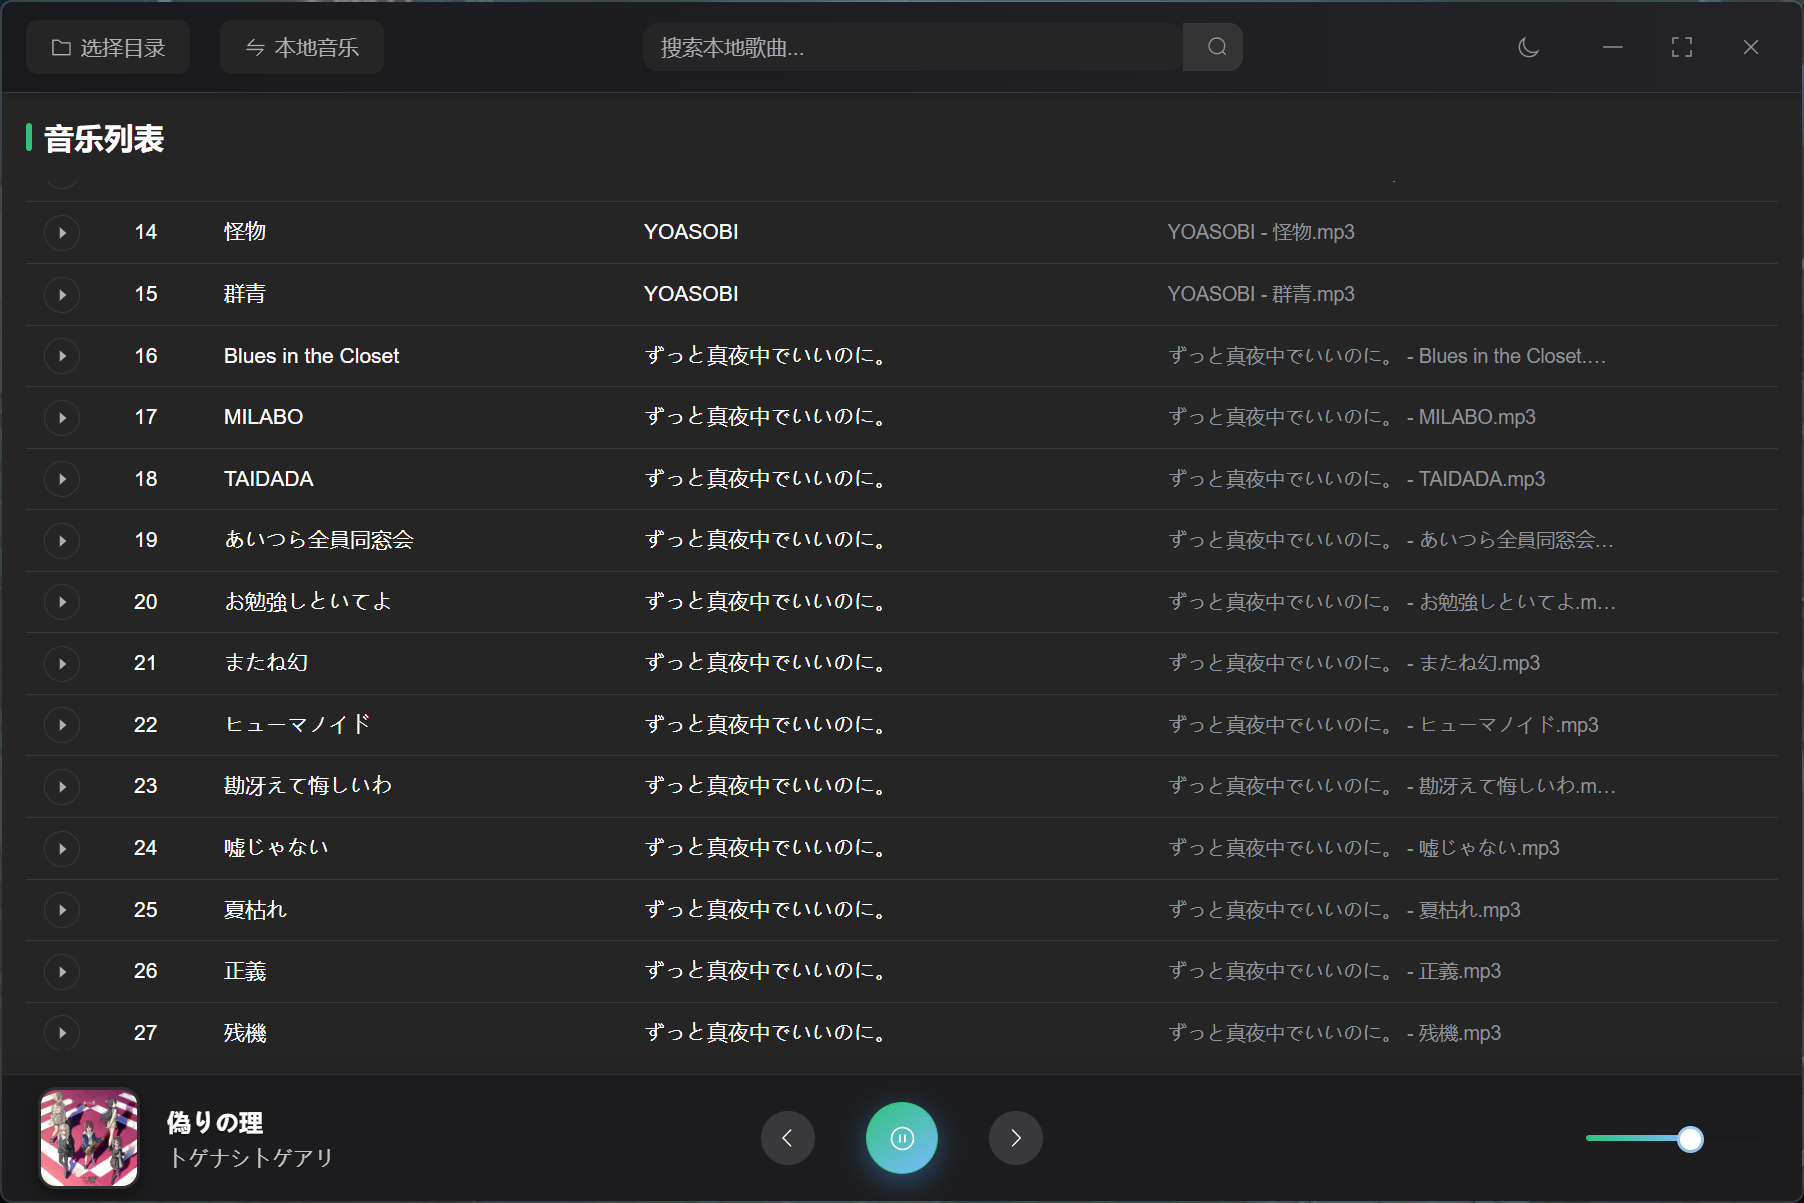 选择目录 本地音乐 搜索本地歌曲...
音乐列表
14 怪物 YOASOBI YOASOBI - 怪物.mp3
15 群青 YOASOBI YOASOBI - 群青.mp3
16 Blues in the Closet ずっと真夜中でいいのに。 ずっと真夜中でいいのに。 - Blues in the Closet.…
17 MILABO ずっと真夜中でいいのに。 ずっと真夜中でいいのに。 - MILABO.mp3
18 TAIDADA ずっと真夜中でいいのに。 ずっと真夜中でいいのに。 - TAIDADA.mp3
19 あいつら全員同窓会 ずっと真夜中でいいのに。 ずっと真夜中でいいのに。 - あいつら全員同窓会…
20 お勉強しといてよ ずっと真夜中でいいのに。 ずっと真夜中でいいのに。 - お勉強しといてよ.m…
21 またね幻 ずっと真夜中でいいのに。 ずっと真夜中でいいのに。 - またね幻.mp3
22 ヒューマノイド ずっと真夜中でいいのに。 ずっと真夜中でいいのに。 - ヒューマノイド.mp3
23 勘冴えて悔しいわ ずっと真夜中でいいのに。 ずっと真夜中でいいのに。 - 勘冴えて悔しいわ.m…
24 嘘じゃない ずっと真夜中でいいのに。 ずっと真夜中でいいのに。 - 嘘じゃない.mp3
25 夏枯れ ずっと真夜中でいいのに。 ずっと真夜中でいいのに。 - 夏枯れ.mp3
26 正義 ずっと真夜中でいいのに。 ずっと真夜中でいいのに。 - 正義.mp3
27 残機 ずっと真夜中でいいのに。 ずっと真夜中でいいのに。 - 残機.mp3
偽りの理
トゲナシトゲアリ